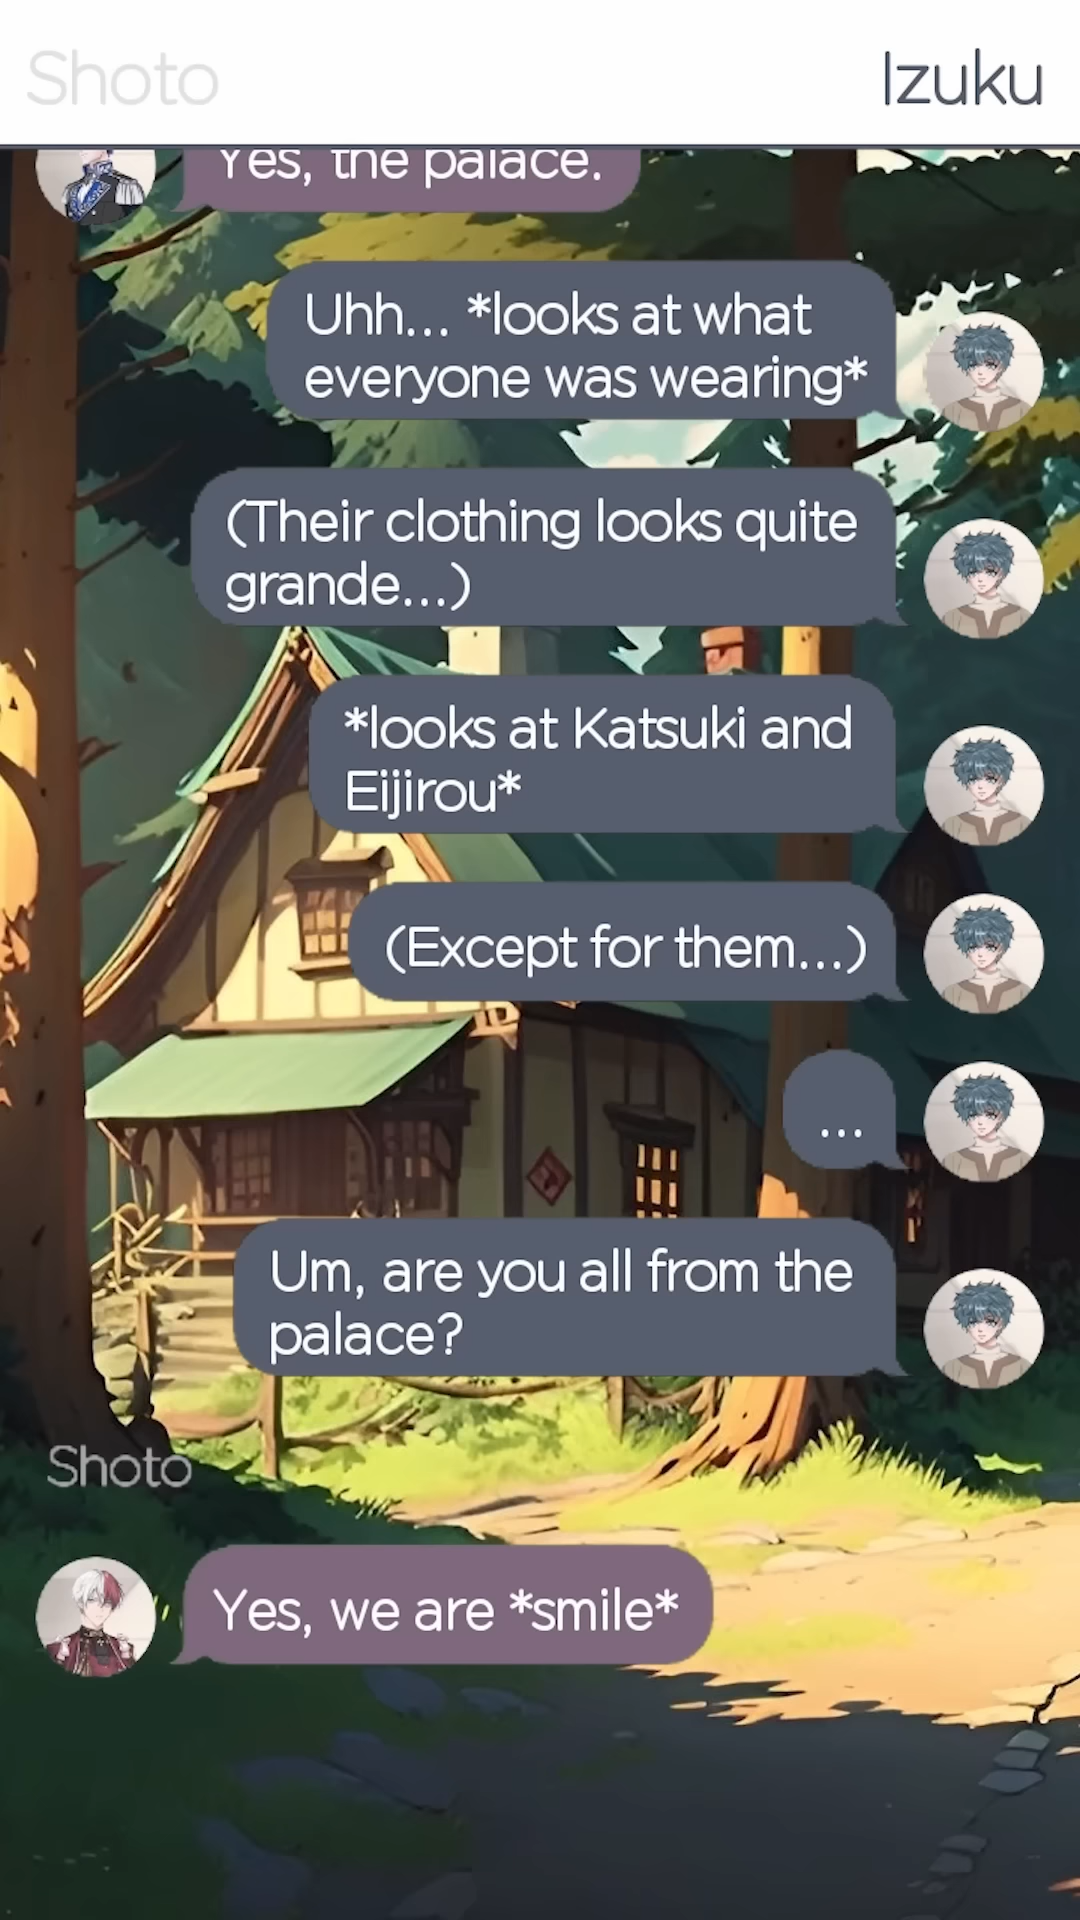 Shoto
Izuku
Yes, the palace.
Uhh... *looks at what
everyone was wearing*
(Their clothing looks quite
grande...)
*looks at Katsuki and
Eijirou*
(Except for them...)
...
Um, are you all from the
palace?
Shoto
Yes, we are *smile*